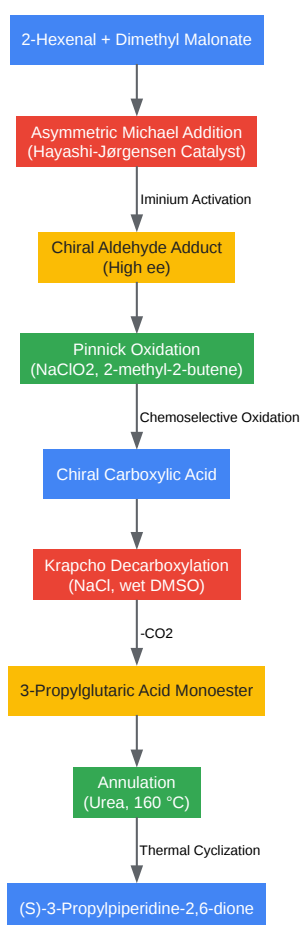 2-Hexenal + Dimethyl Malonate
Asymmetric Michael Addition
(Hayashi-Jørgensen Catalyst)
Iminium Activation
Chiral Aldehyde Adduct
(High ee)
Pinnick Oxidation
(NaClO2, 2-methyl-2-butene)
Chemoselective Oxidation
Chiral Carboxylic Acid
Krapcho Decarboxylation
(NaCl, wet DMSO)
-CO2
3-Propylglutaric Acid Monoester
Annulation
(Urea, 160 °C)
Thermal Cyclization
(S)-3-Propylpiperidine-2,6-dione